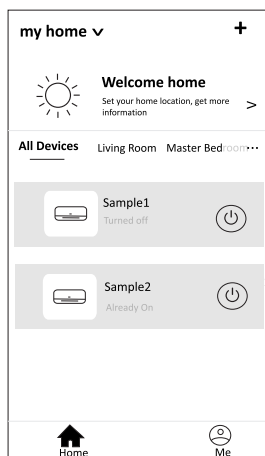 my home
Welcome home
Set your home location, get more
information
All Devices Living Room Master Bedroom
Sample1
Turned off
Sample2
Already On
Home Me